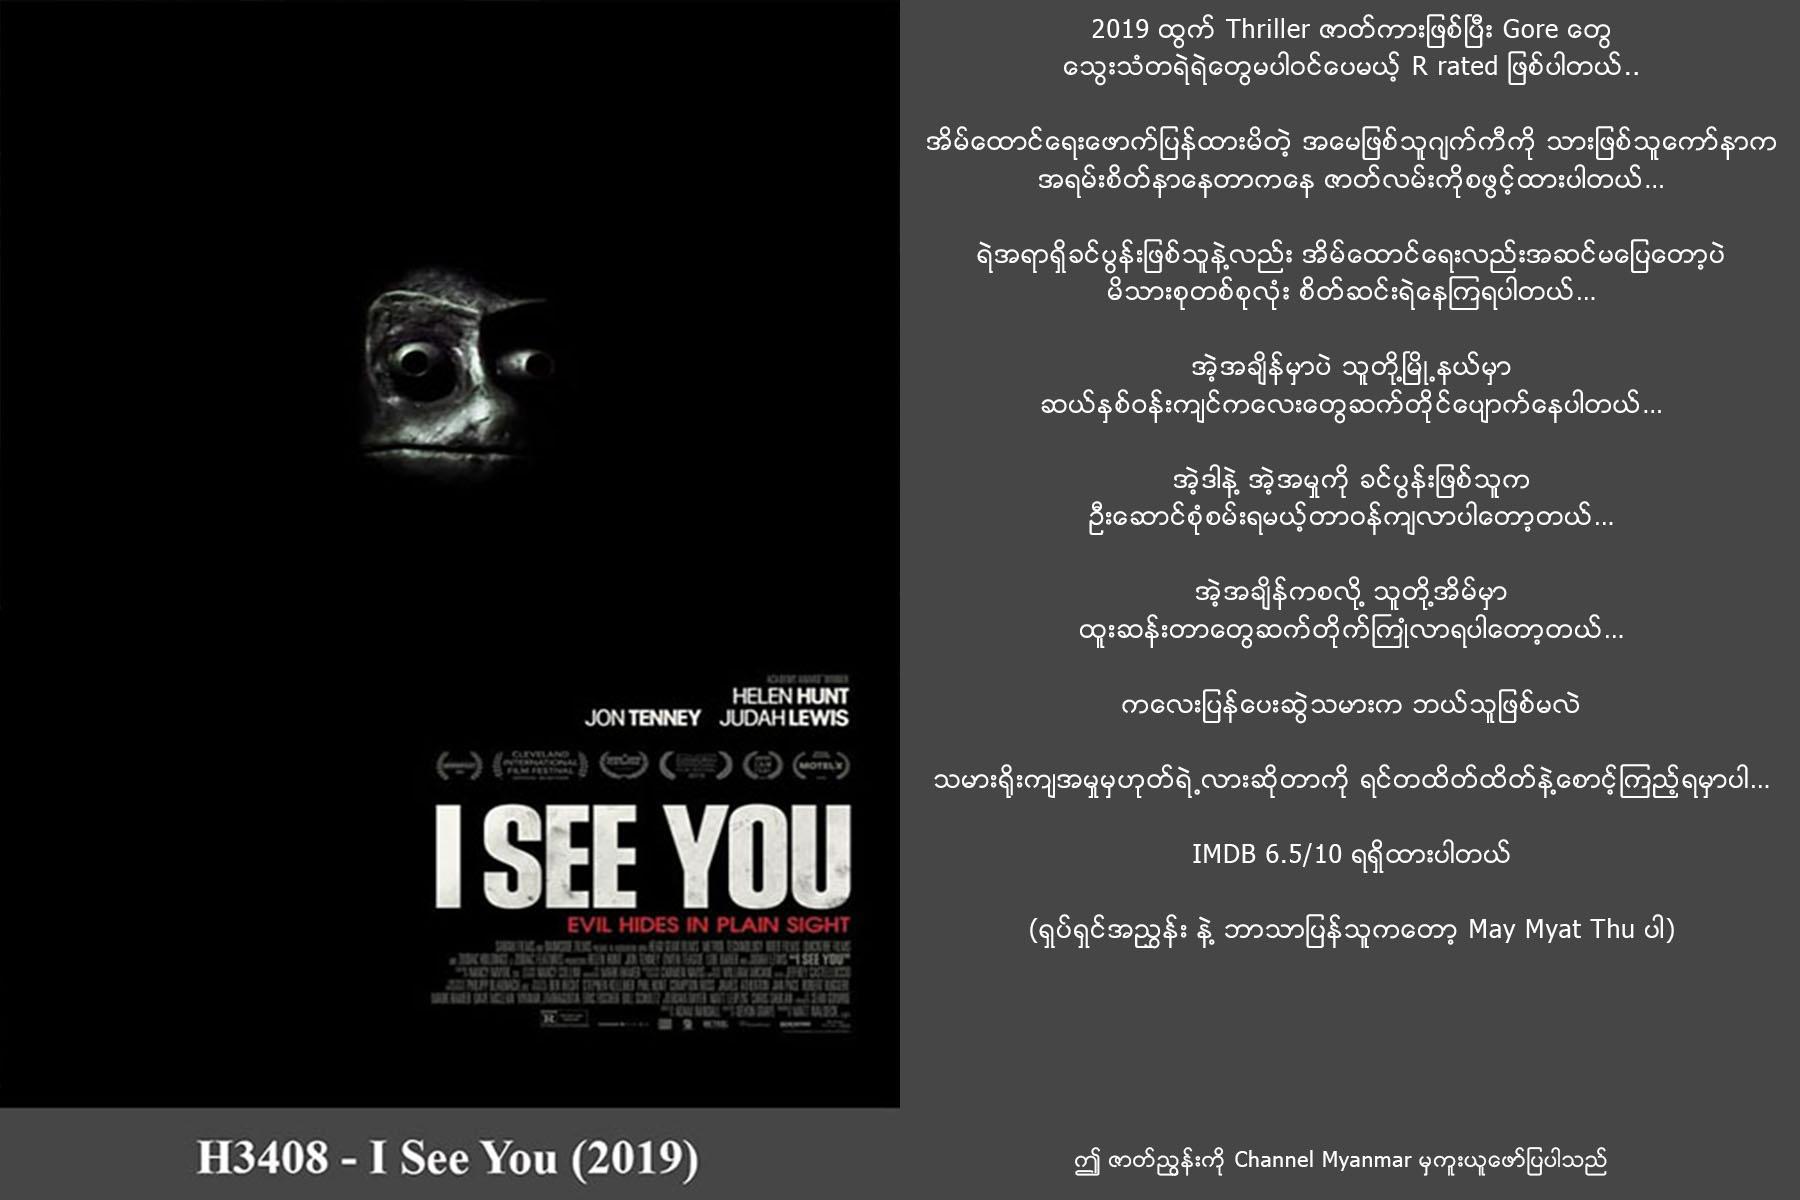 ACADEMY AWARD WINNER
HELEN HUNT
JON TENNEY JUDAH LEWIS
CLEVELAND
INTERNATIONAL
FILM FESTIVAL
MOTELX
I SEE YOU
EVIL HIDES IN PLAIN SIGHT
"I SEE YOU"
R
H3408 - I See You (2019)
2019 ထွက် Thriller ဇာတ်ကားဖြစ်ပြီး Gore တွေ
သွေးသံတရဲရဲတွေမပါဝင်ပေမယ့် R rated ဖြစ်ပါတယ်..
အိမ်ထောင်ရေးဖောက်ပြန်ထားမိတဲ့ အမေဖြစ်သူဂျက်ကီကို သားဖြစ်သူကော်နာက
အရမ်းစိတ်နာနေတာကနေ ဇာတ်လမ်းကိုစဖွင့်ထားပါတယ်...
ရဲအရာရှိခင်ပွန်းဖြစ်သူနဲ့လည်း အိမ်ထောင်ရေးလည်းအဆင်မပြေတော့ပဲ
မိသားစုတစ်စုလုံး စိတ်ဆင်းရဲနေကြရပါတယ်...
အဲ့အချိန်မှာပဲ သူတို့မြို့နယ်မှာ
ဆယ်နှစ်ဝန်းကျင်ကလေးတွေဆက်တိုင်ပျောက်နေပါတယ်...
အဲ့ဒါနဲ့ အဲ့အမှုကို ခင်ပွန်းဖြစ်သူက
ဦးဆောင်စုံစမ်းရမယ့်တာဝန်ကျလာပါတော့တယ်...
အဲ့အချိန်ကစလို့ သူတို့အိမ်မှာ
ထူးဆန်းတာတွေဆက်တိုက်ကြုံလာရပါတော့တယ်...
ကလေးပြန်ပေးဆွဲသမားက ဘယ်သူဖြစ်မလဲ
သမားရိုးကျအမှုမှဟုတ်ရဲ့လားဆိုတာကို ရင်တထိတ်ထိတ်နဲ့စောင့်ကြည့်ရမှာပါ...
IMDB 6.5/10 ရရှိထားပါတယ်
(ရှပ်ရှင်အညွှန်း နဲ့ ဘာသာပြန်သူကတော့ May Myat Thu ပါ)
ဤ ဇာတ်ညွှန်းကို Channel Myanmar မှကူးယူဖော်ပြပါသည်